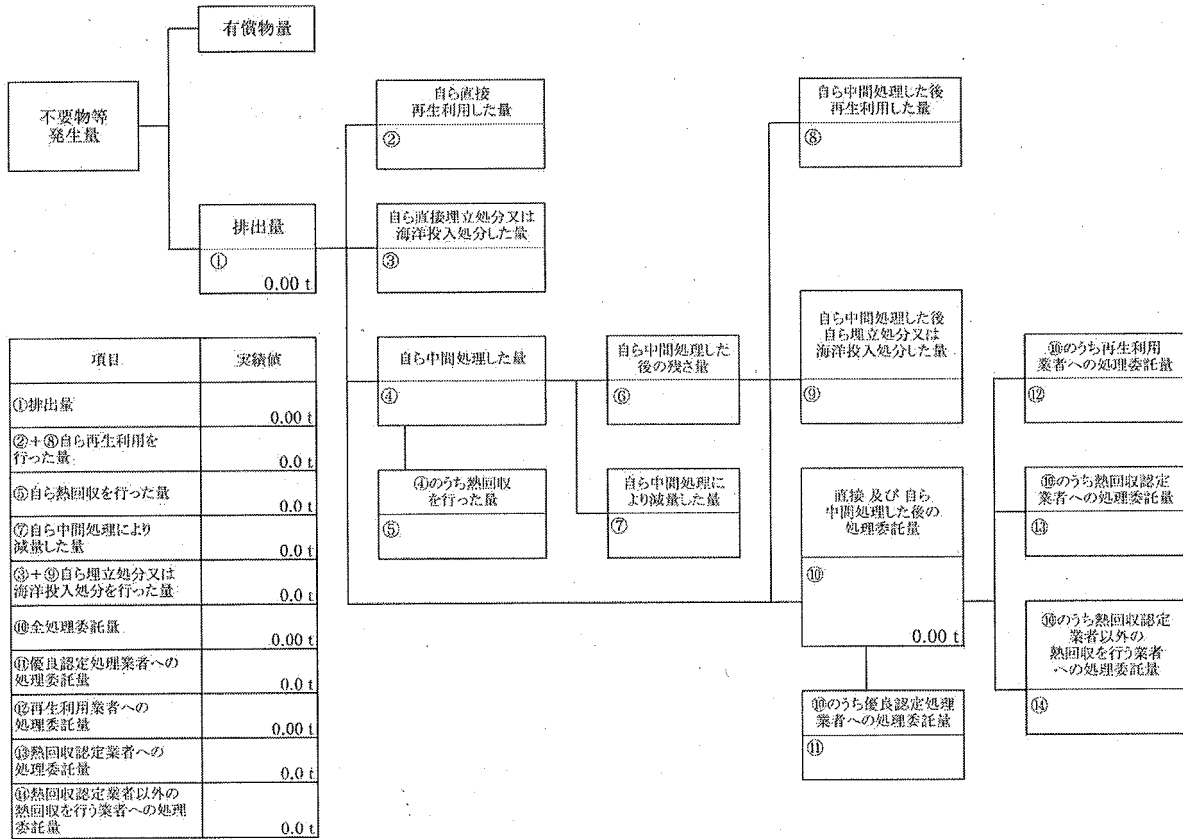 有償物量
不要物等
発生量
排出量
①
0.00 t
自ら直接
再生利用した量
②
自ら直接埋立処分又は
海洋投入処分した量
③
自ら中間処理した量
④
④のうち熱回収
を行った量
⑤
自ら中間処理した
後の残さ量
⑥
自ら中間処理に
より減量した量
⑦
自ら中間処理した後
再生利用した量
⑧
自ら中間処理した後
自ら埋立処分又は
海洋投入処分した量
⑨
直接 及び 自ら
中間処理した後の
処理委託量
⑩
0.00 t
⑩のうち優良認定処理
業者への処理委託量
⑪
⑩のうち再生利用
業者への処理委託量
⑫
⑩のうち熱回収認定
業者への処理委託量
⑬
⑩のうち熱回収認定
業者以外の
熱回収を行う業者
への処理委託量
⑭
項目 実績値
①排出量 0.00 t
②+⑧自ら再生利用を
行った量 0.0 t
⑤自ら熱回収を行った量 0.0 t
⑦自ら中間処理により
減量した量 0.0 t
③+⑨自ら埋立処分又は
海洋投入処分を行った量 0.0 t
⑩全処理委託量 0.00 t
⑪優良認定処理業者への
処理委託量 0.0 t
⑫再生利用業者への
処理委託量 0.00 t
⑬熱回収認定業者への
処理委託量 0.0 t
⑭熱回収認定業者以外の
熱回収を行う業者への処理
委託量 0.0 t